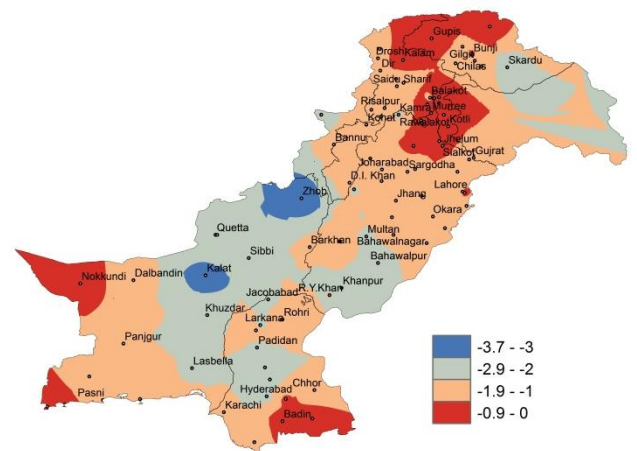 Gupis
Drosh
Kalam
Gilgit
Bunji
Dir
Chilas
Skardu
Saidu Sharif
Balakot
Risalpur
Kamra
Murree
Kohat
Kotli
Bannu
Jhelum
Sialkot
Joharabad
Gujrat
Sargodha
D.I. Khan
Zhob
Jhang
Lahore
Okara
Quetta
Multan
Barkhan
Bahawalnagar
Sibbi
Bahawalpur
Kalat
Nokkundi
Dalbandin
Khanpur
Jacobabad
R.Y.Khan
Khuzdar
Larkana
Rohri
Panjgur
Padidan
Lasbella
Hyderabad
Chhor
Pasni
Karachi
Badin
-3.7 - -3
-2.9 - -2
-1.9 - -1
-0.9 - 0